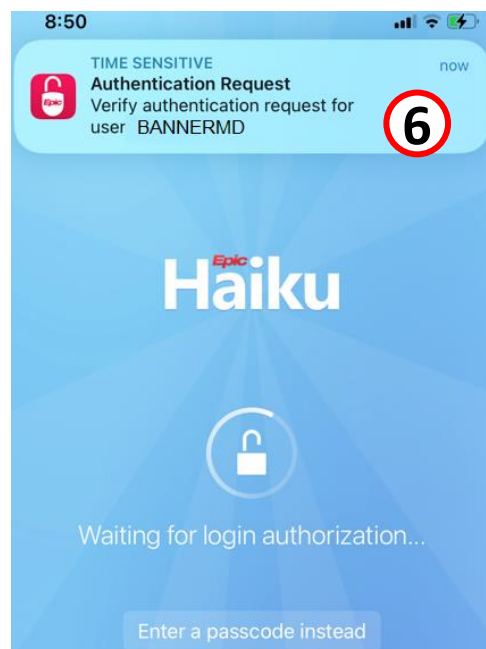 8:50
TIME SENSITIVE
now
Authentication Request
Verify authentication request for
user BANNERMD
6
Epic
Epic
Haiku
Waiting for login authorization...
Enter a passcode instead